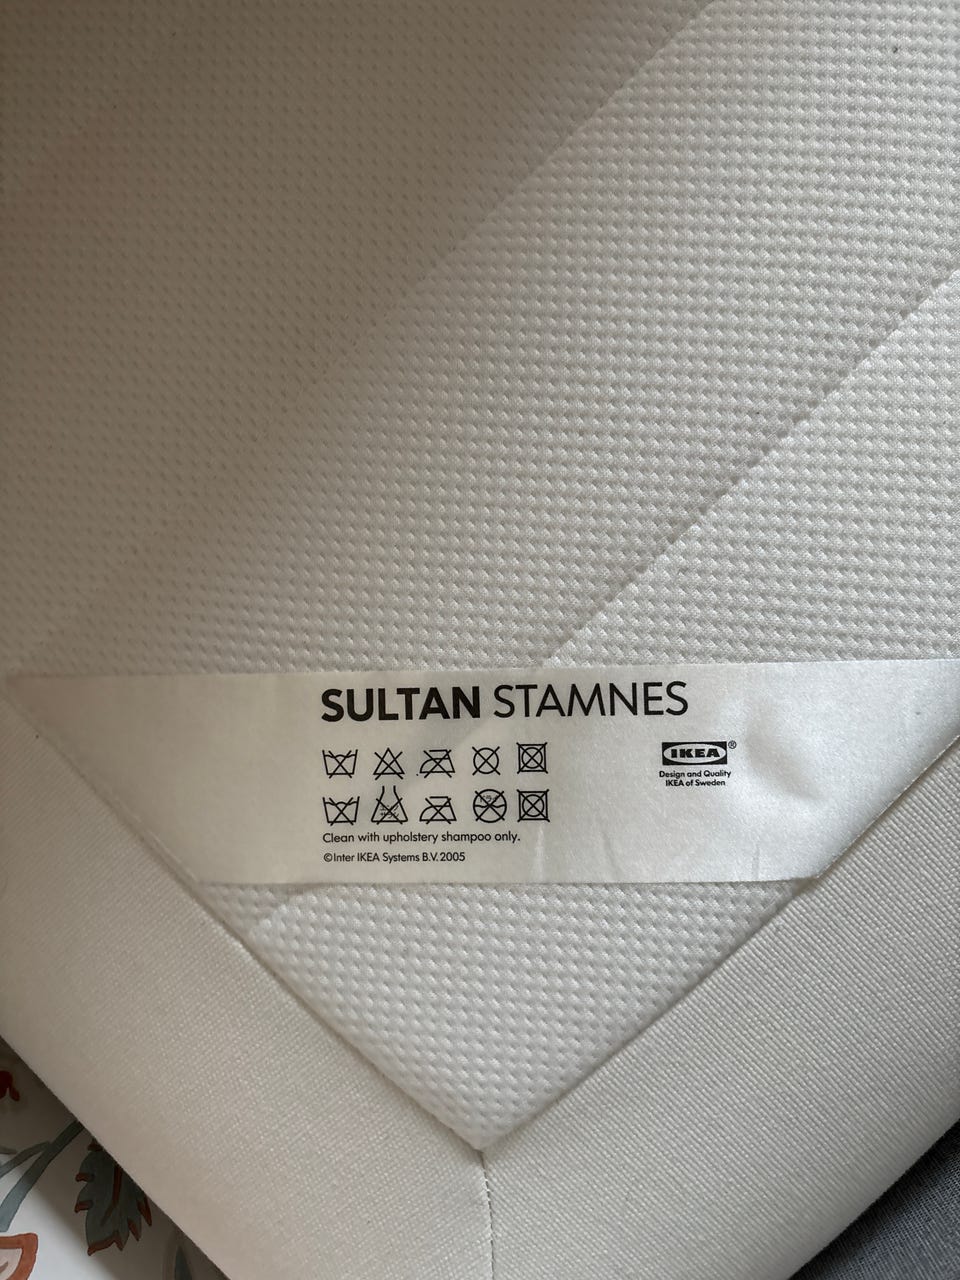 SULTAN STAMNES
IKEA®
Design and Quality
IKEA of Sweden
Clean with upholstery shampoo only.
©Inter IKEA Systems B.V. 2005